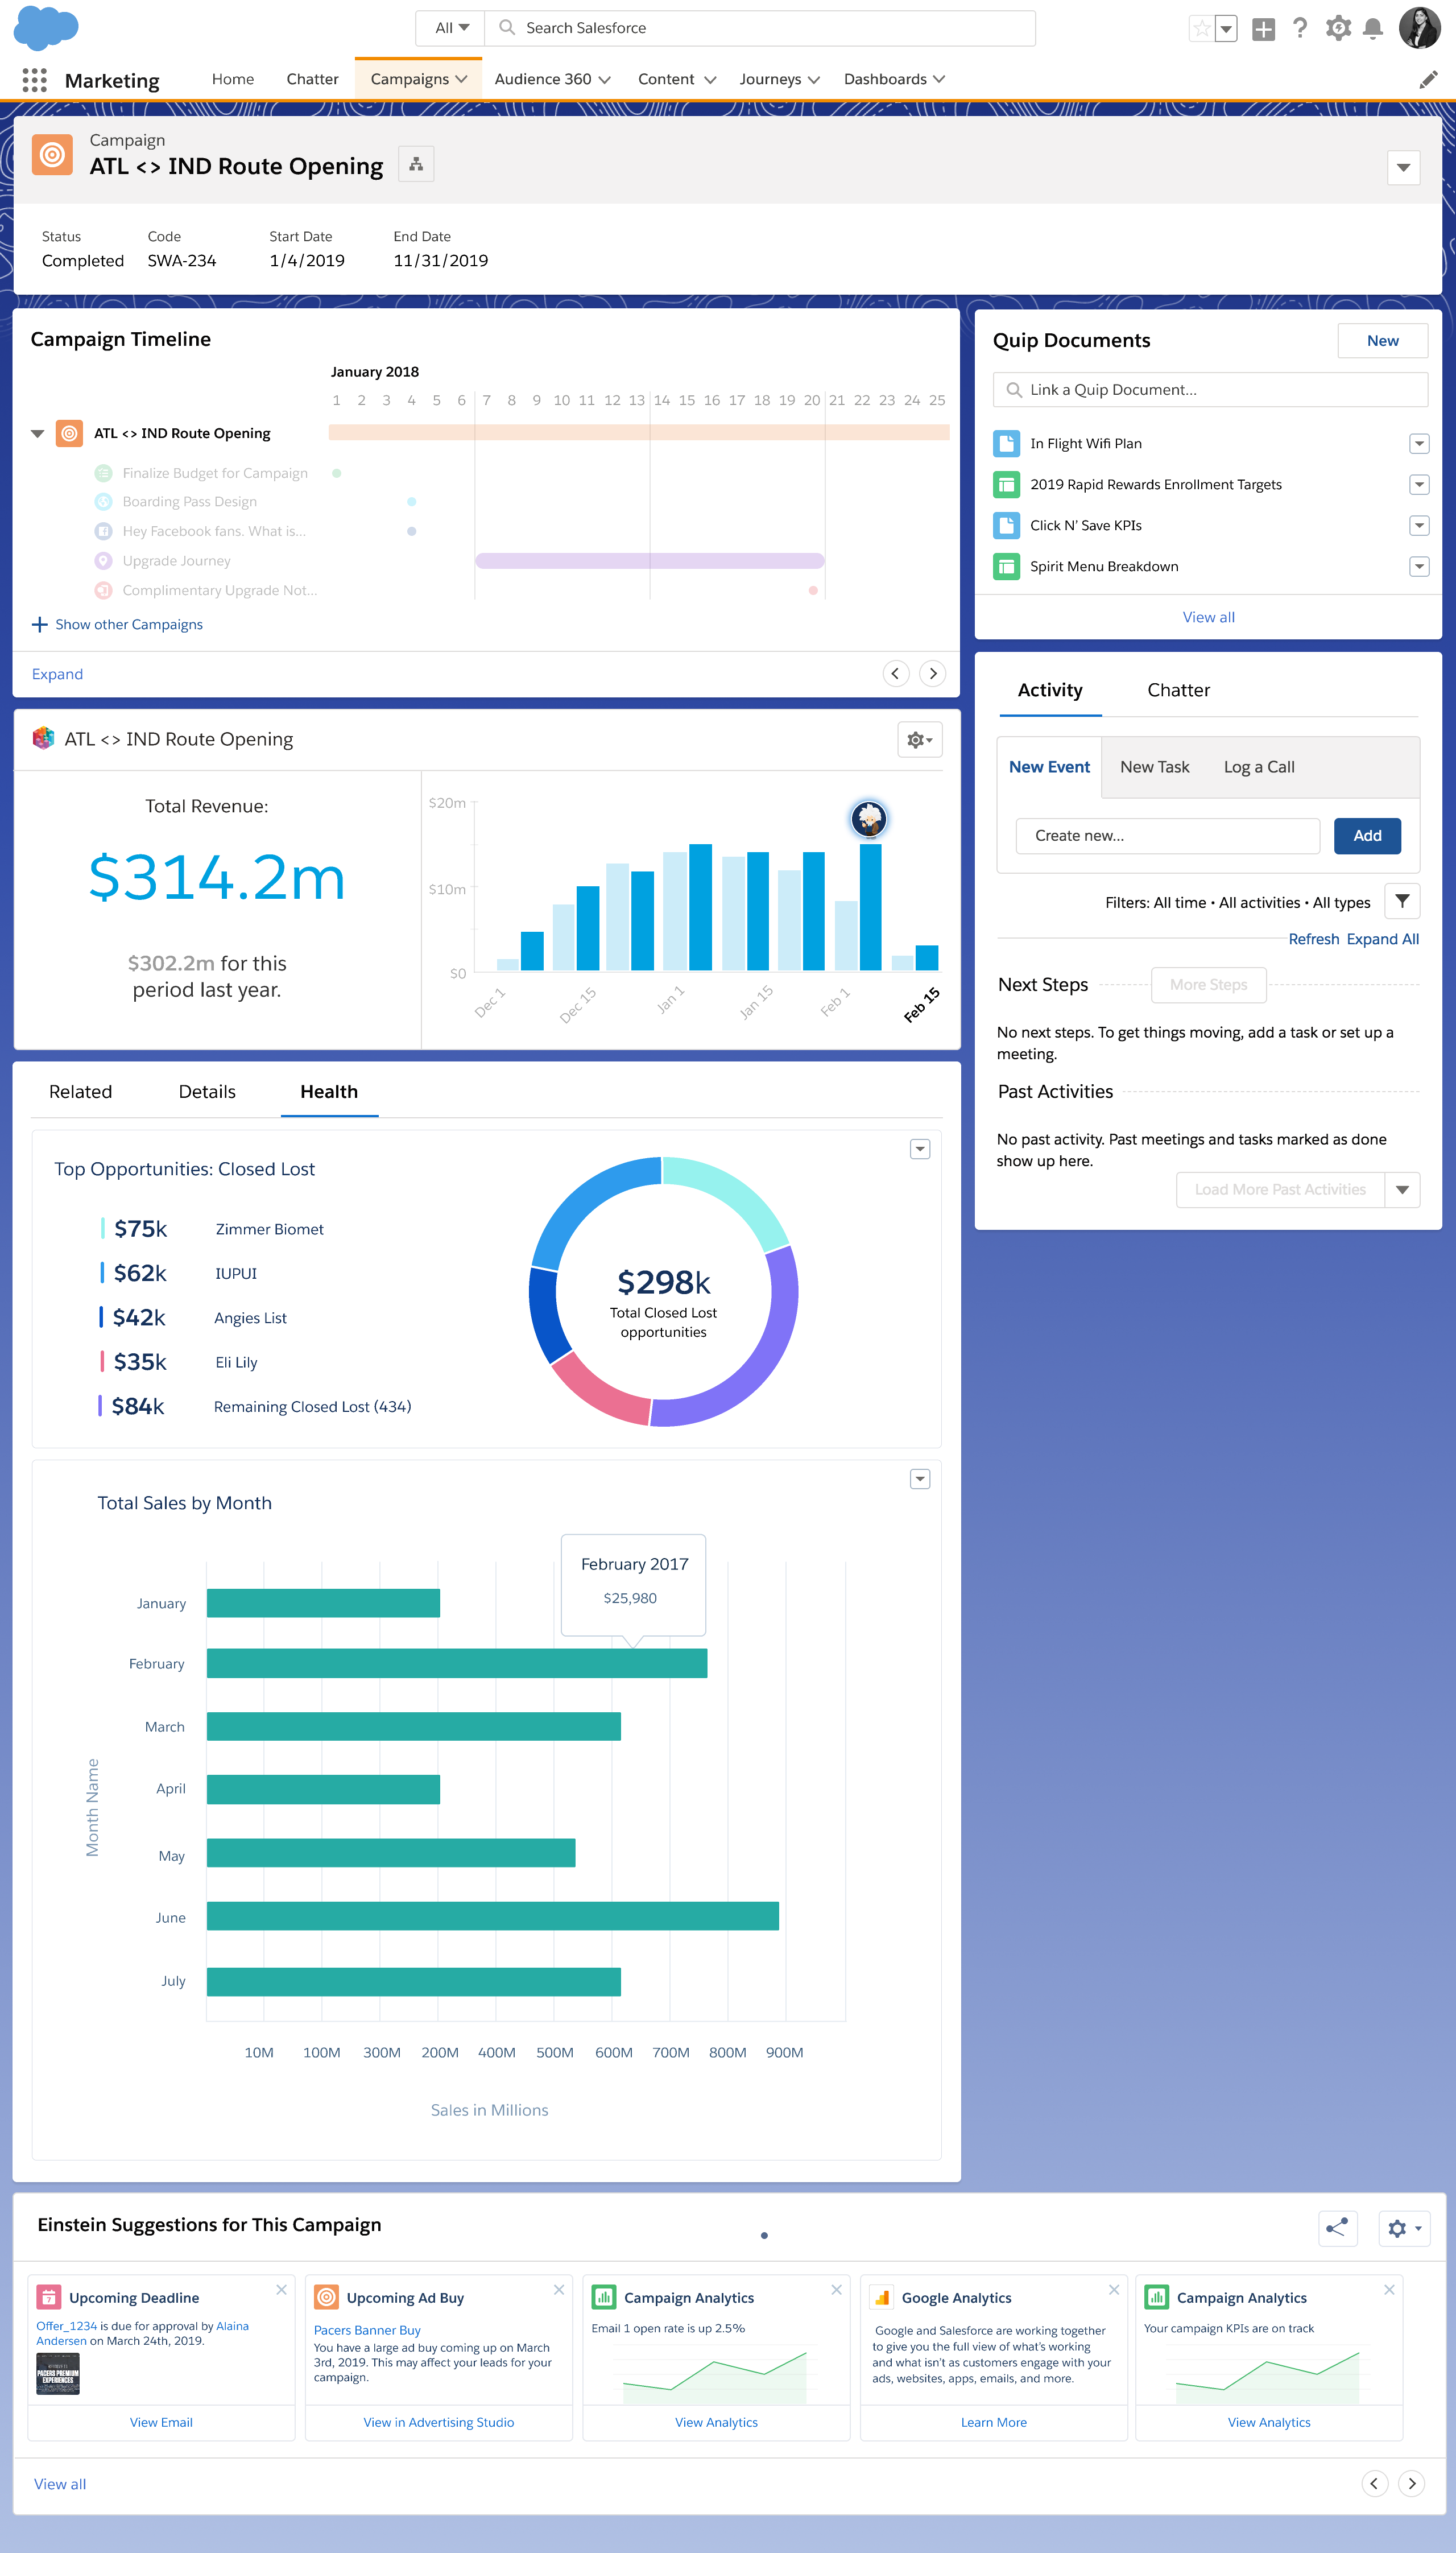 All
Search Salesforce
Marketing
Home
Chatter
Campaigns
Audience 360
Content
Journeys
Dashboards
Campaign
ATL <> IND Route Opening
Status
Code
Start Date
End Date
Completed
SWA-234
1/4/2019
11/31/2019
Campaign Timeline
January 2018
1 2 3 4 5 6 7 8 9 10 11 12 13 14 15 16 17 18 19 20 21 22 23 24 25
ATL <> IND Route Opening
Finalize Budget for Campaign
Boarding Pass Design
Hey Facebook fans. What is...
Upgrade Journey
Complimentary Upgrade Not...
Show other Campaigns
Expand
Quip Documents
New
Link a Quip Document...
In Flight Wifi Plan
2019 Rapid Rewards Enrollment Targets
Click N’ Save KPIs
Spirit Menu Breakdown
View all
ATL <> IND Route Opening
Total Revenue:
$314.2m
$302.2m for this
period last year.
$20m
$10m
$0
Dec 1
Dec 15
Jan 1
Jan 15
Feb 1
Feb 15
Activity
Chatter
New Event
New Task
Log a Call
Create new...
Add
Filters: All time • All activities • All types
Refresh
Expand All
Next Steps
More Steps
No next steps. To get things moving, add a task or set up a
meeting.
Past Activities
No past activity. Past meetings and tasks marked as done
show up here.
Load More Past Activities
Related
Details
Health
Top Opportunities: Closed Lost
$75k
Zimmer Biomet
$62k
IUPUI
$42k
Angies List
$35k
Eli Lily
$84k
Remaining Closed Lost (434)
$298k
Total Closed Lost
opportunities
Total Sales by Month
February 2017
$25,980
Month Name
January
February
March
April
May
June
July
10M 100M 300M 200M 400M 500M 600M 700M 800M 900M
Sales in Millions
Einstein Suggestions for This Campaign
7
Upcoming Deadline
Offer_1234 is due for approval by Alaina
Andersen on March 24th, 2019.
PACERS PREMIUM
EXPERIENCES
View Email
Upcoming Ad Buy
Pacers Banner Buy
You have a large ad buy coming up on March
3rd, 2019. This may affect your leads for your
campaign.
View in Advertising Studio
Campaign Analytics
Email 1 open rate is up 2.5%
View Analytics
Google Analytics
Google and Salesforce are working together
to give you the full view of what’s working
and what isn’t as customers engage with your
ads, websites, apps, emails, and more.
Learn More
Campaign Analytics
Your campaign KPIs are on track
View Analytics
View all